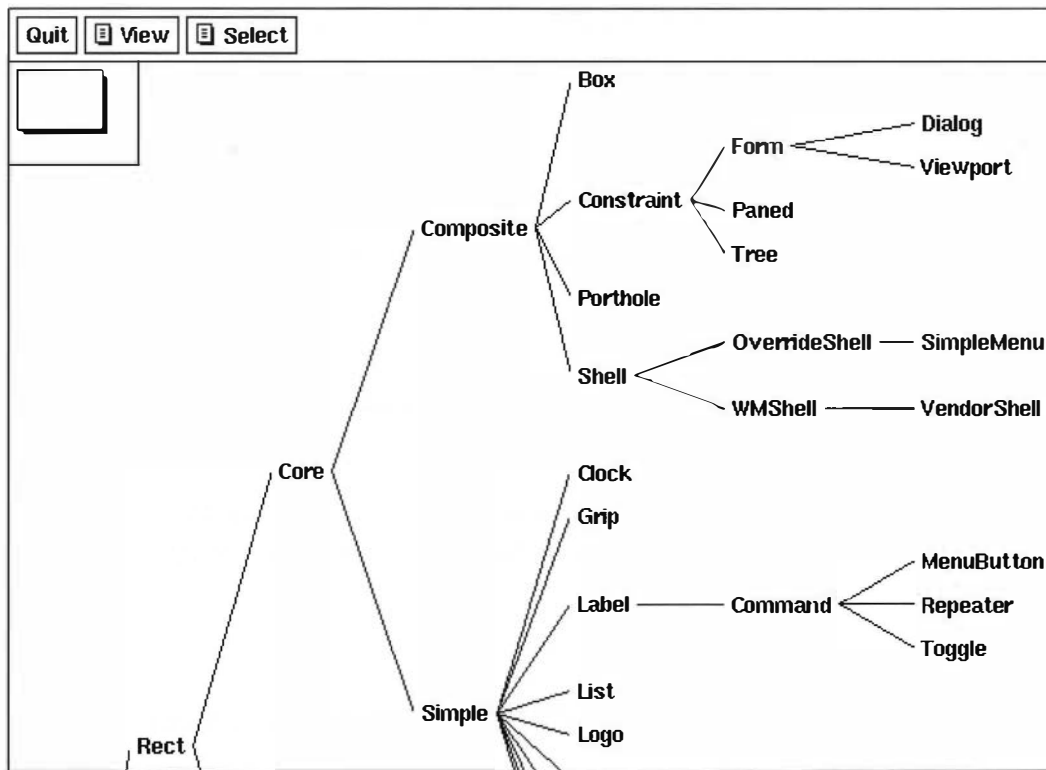 Quit View Select
Box
Dialog
Form
Viewport
Constraint
Paned
Composite
Tree
Porthole
OverrideShell SimpleMenu
Shell
WMShell VendorShell
Core
Clock
Grip
MenuButton
Label Command Repeater
Toggle
List
Simple
Logo
Rect